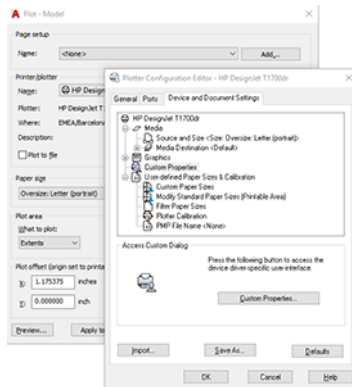 Plot - Model
Page setup
Name:
<None>
Add...
Printer/plotter
Name:
HP Design
Plotter:
HP DesignJet T
Where:
EMEA/Barcelona
Description:
Plot to file
Paper size
Oversize: Letter (portrait)
Plot area
What to plot:
Extents
Plot offset (origin set to printa
X:
1.175375
inches
Y:
0.000000
inch
Preview...
Apply to
Plotter Configuration Editor - HP DesignJet T1700dr
General
Ports
Device and Document Settings
HP DesignJet T1700dr
Media
Source and Size <Size: Oversize: Letter (portrait)>
Media Destination <Default>
Graphics
Custom Properties
User-defined Paper Sizes & Calibration
Custom Paper Sizes
Modify Standard Paper Sizes (Printable Area)
Filter Paper Sizes
Plotter Calibration
PMP File Name <None>
Access Custom Dialog
Press the following button to access the
device driver-specific user interface.
Custom Properties...
Import...
Save As...
Defaults
OK
Cancel
Help